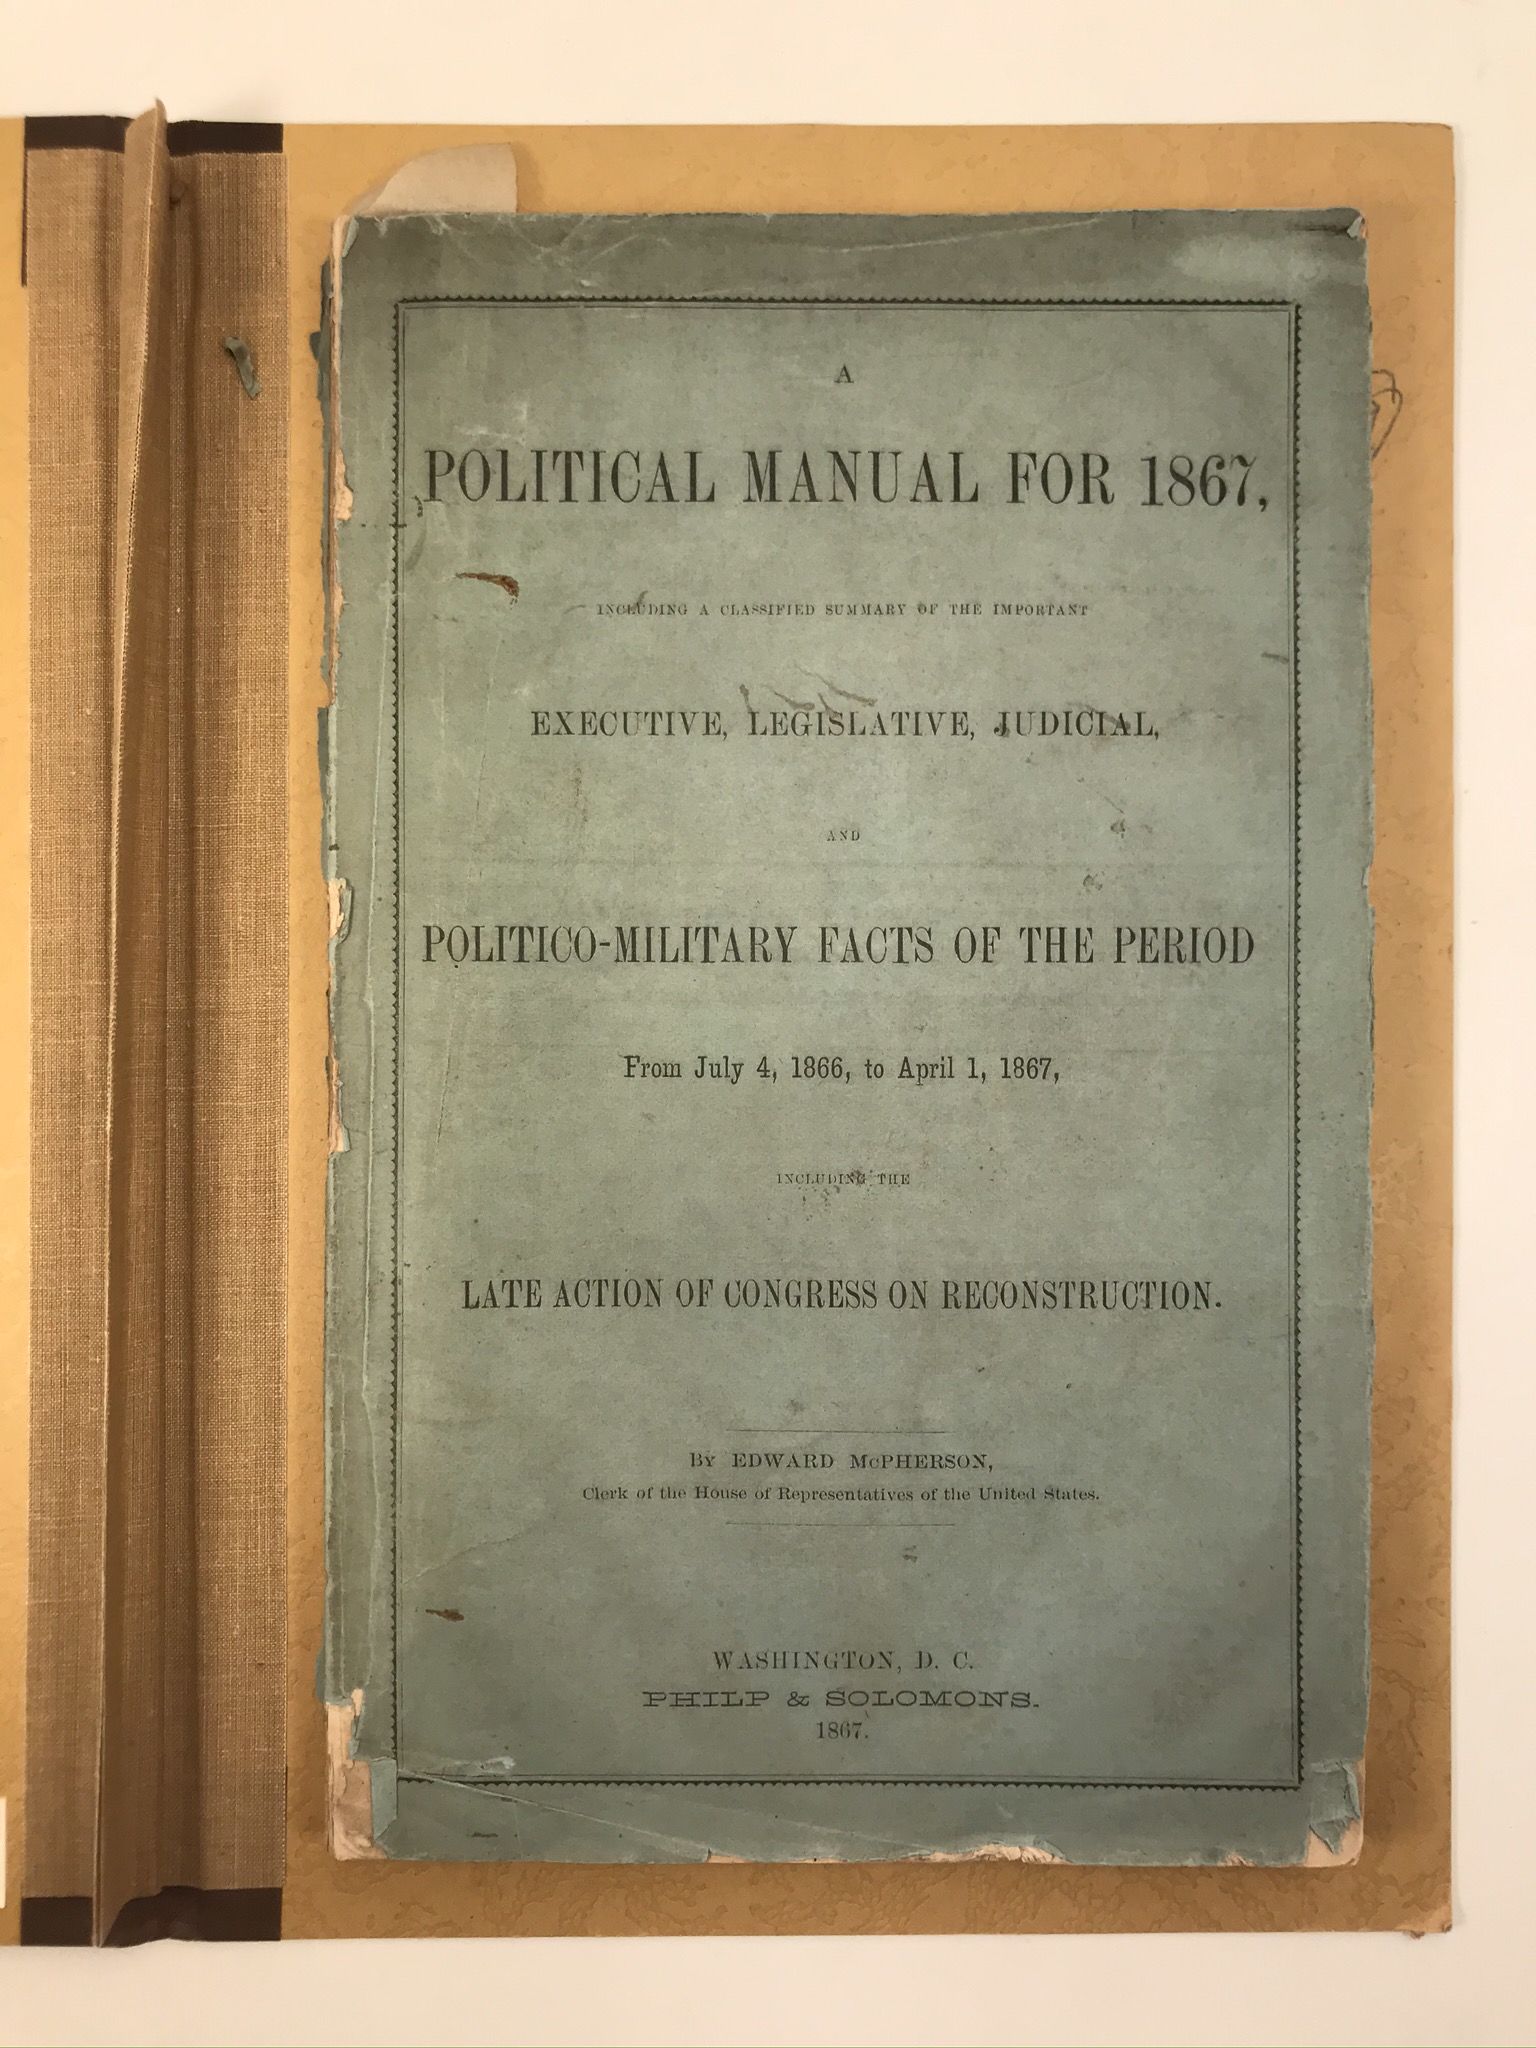 A
POLITICAL MANUAL FOR 1867,
INCLUDING A CLASSIFIED SUMMARY OF THE IMPORTANT
EXECUTIVE, LEGISLATIVE, JUDICIAL,
AND
POLITICO-MILITARY FACTS OF THE PERIOD
From July 4, 1866, to April 1, 1867,
INCLUDING THE
LATE ACTION OF CONGRESS ON RECONSTRUCTION.
BY EDWARD McPHERSON,
Clerk of the House of Representatives of the United States.
WASHINGTON, D. C.
PHILP & SOLOMONS.
1867.